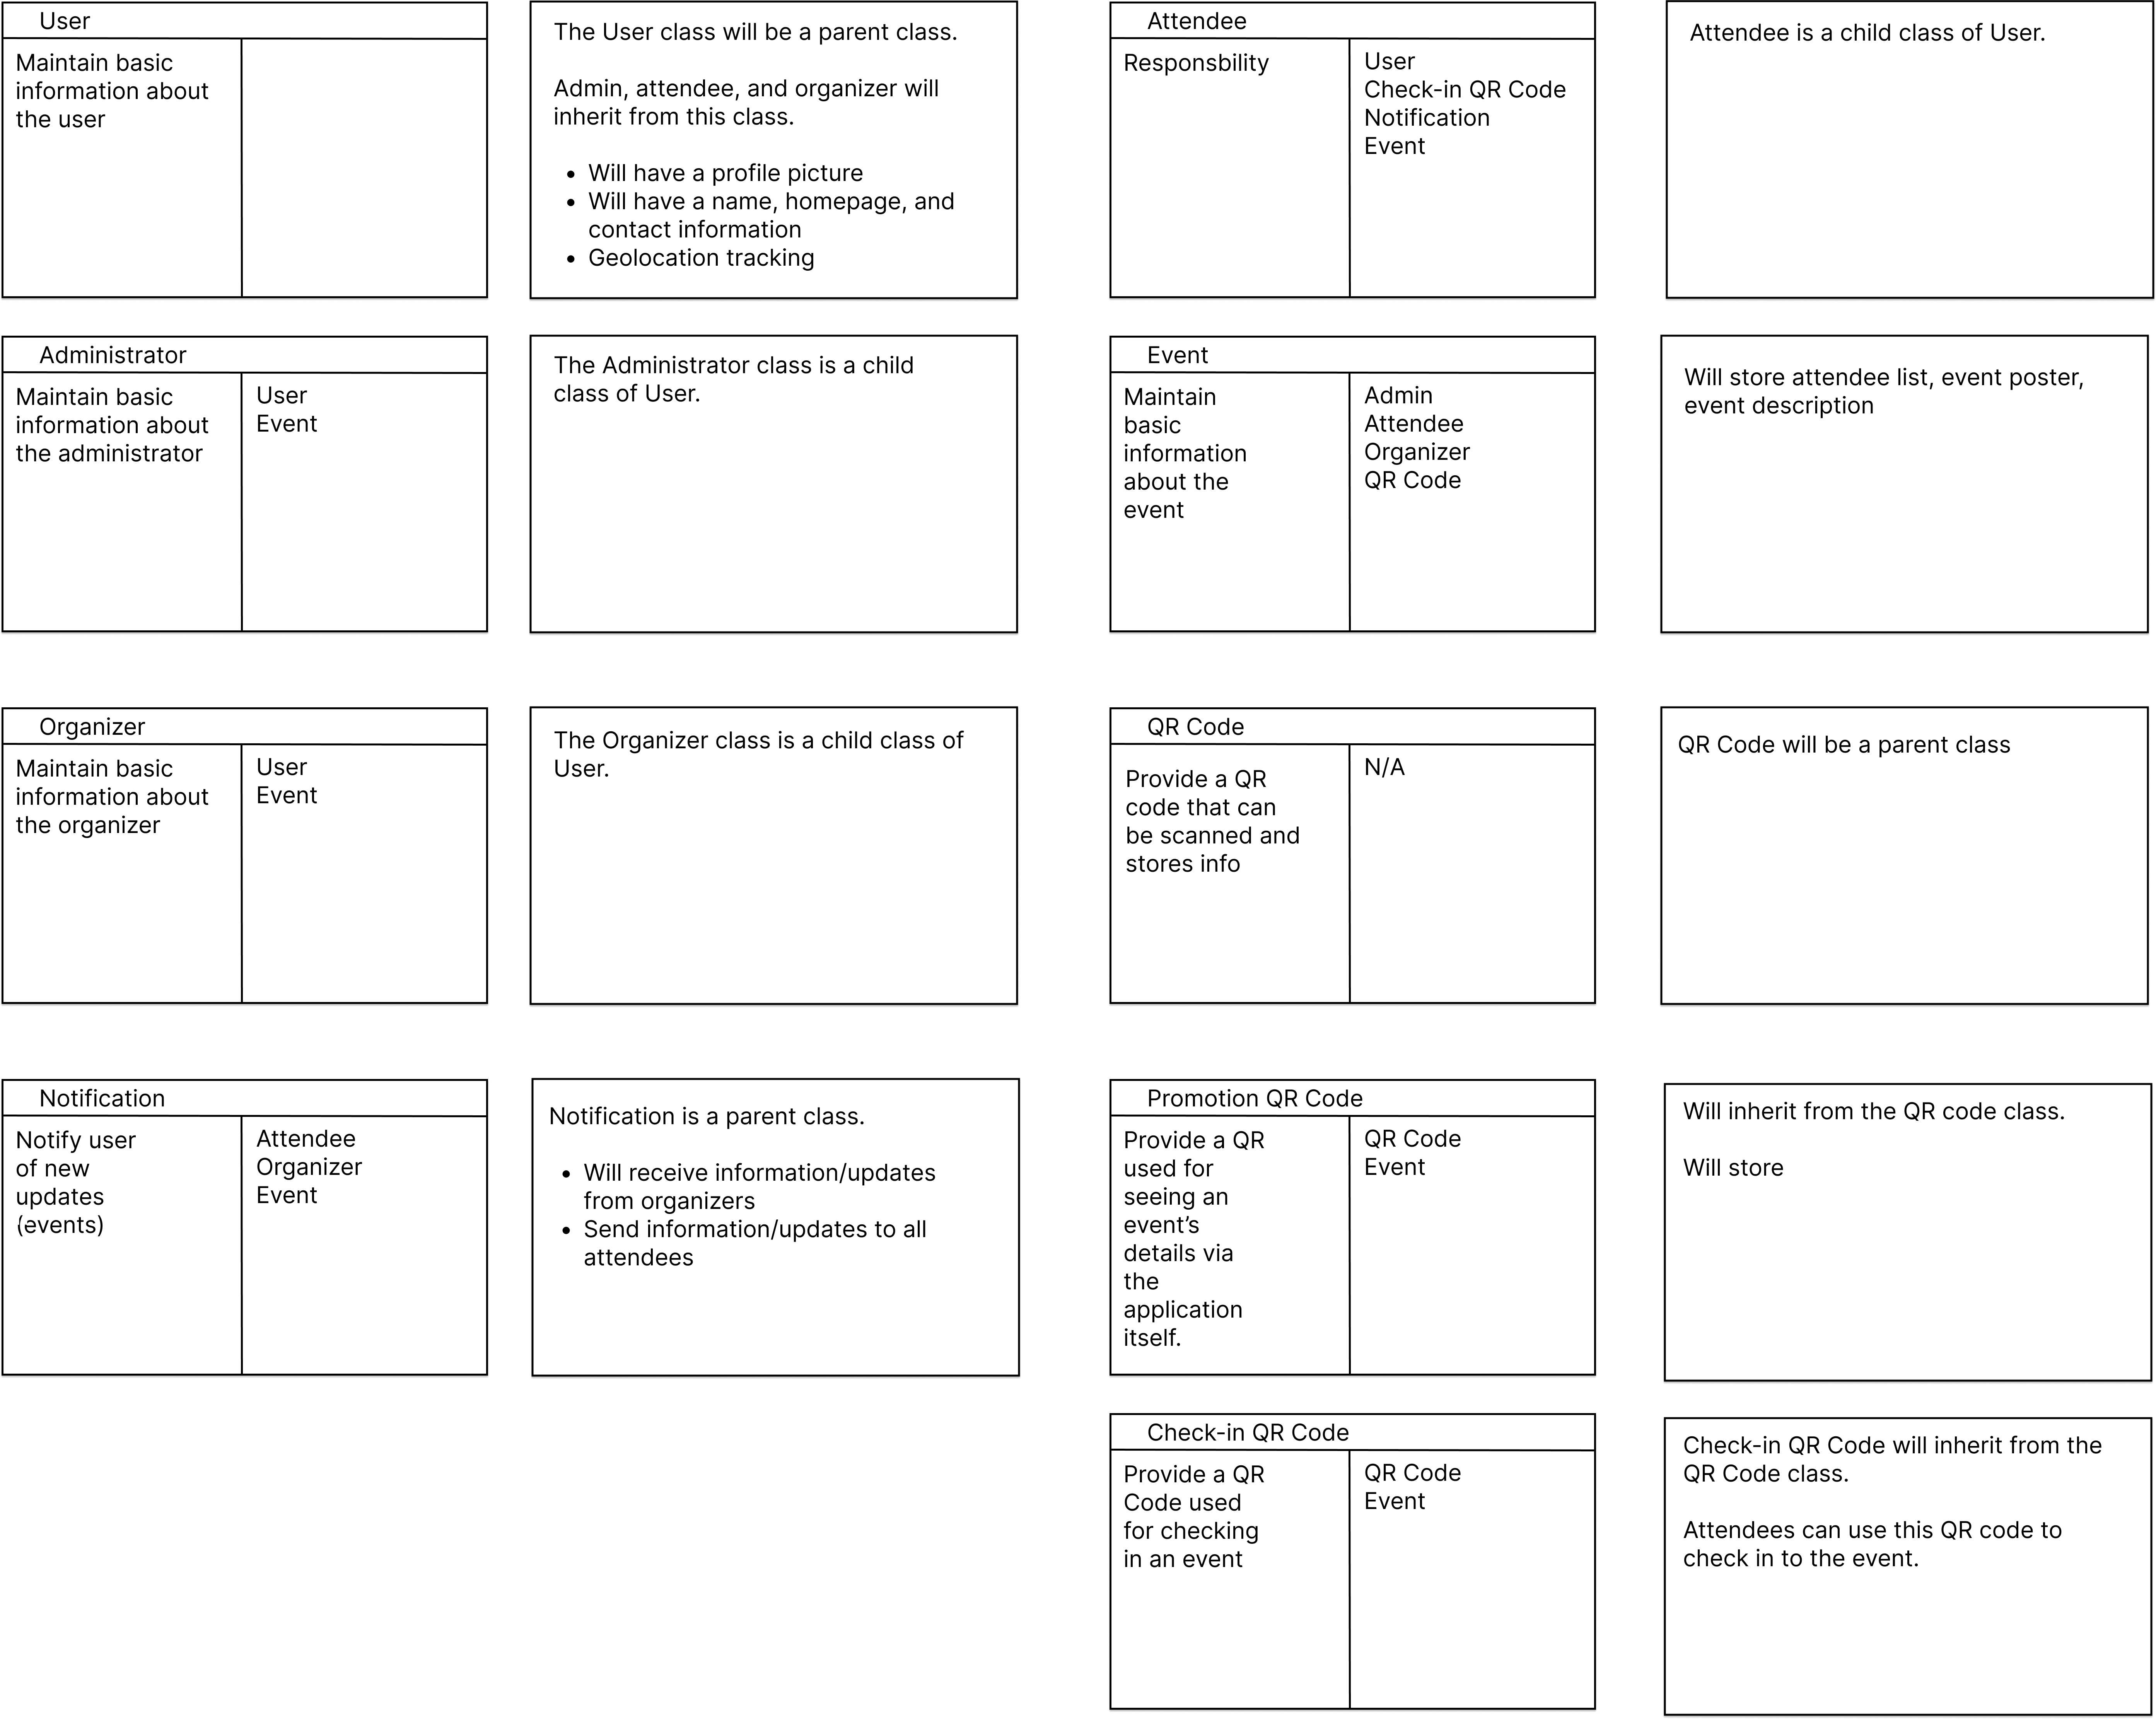 User
Maintain basic
information about
the user
The User class will be a parent class.
Admin, attendee, and organizer will
inherit from this class.
• Will have a profile picture
• Will have a name, homepage, and
contact information
• Geolocation tracking
Attendee
Responsbility
User
Check-in QR Code
Notification
Event
Attendee is a child class of User.
Administrator
Maintain basic
information about
the administrator
User
Event
The Administrator class is a child
class of User.
Event
Maintain
basic
information
about the
event
Admin
Attendee
Organizer
QR Code
Will store attendee list, event poster,
event description
Organizer
Maintain basic
information about
the organizer
User
Event
The Organizer class is a child class of
User.
QR Code
Provide a QR
code that can
be scanned and
stores info
N/A
QR Code will be a parent class
Notification
Notify user
of new
updates
(events)
Attendee
Organizer
Event
Notification is a parent class.
• Will receive information/updates
from organizers
• Send information/updates to all
attendees
Promotion QR Code
Provide a QR
used for
seeing an
event’s
details via
the
application
itself.
QR Code
Event
Will inherit from the QR code class.
Will store
Check-in QR Code
Provide a QR
Code used
for checking
in an event
QR Code
Event
Check-in QR Code will inherit from the
QR Code class.
Attendees can use this QR code to
check in to the event.